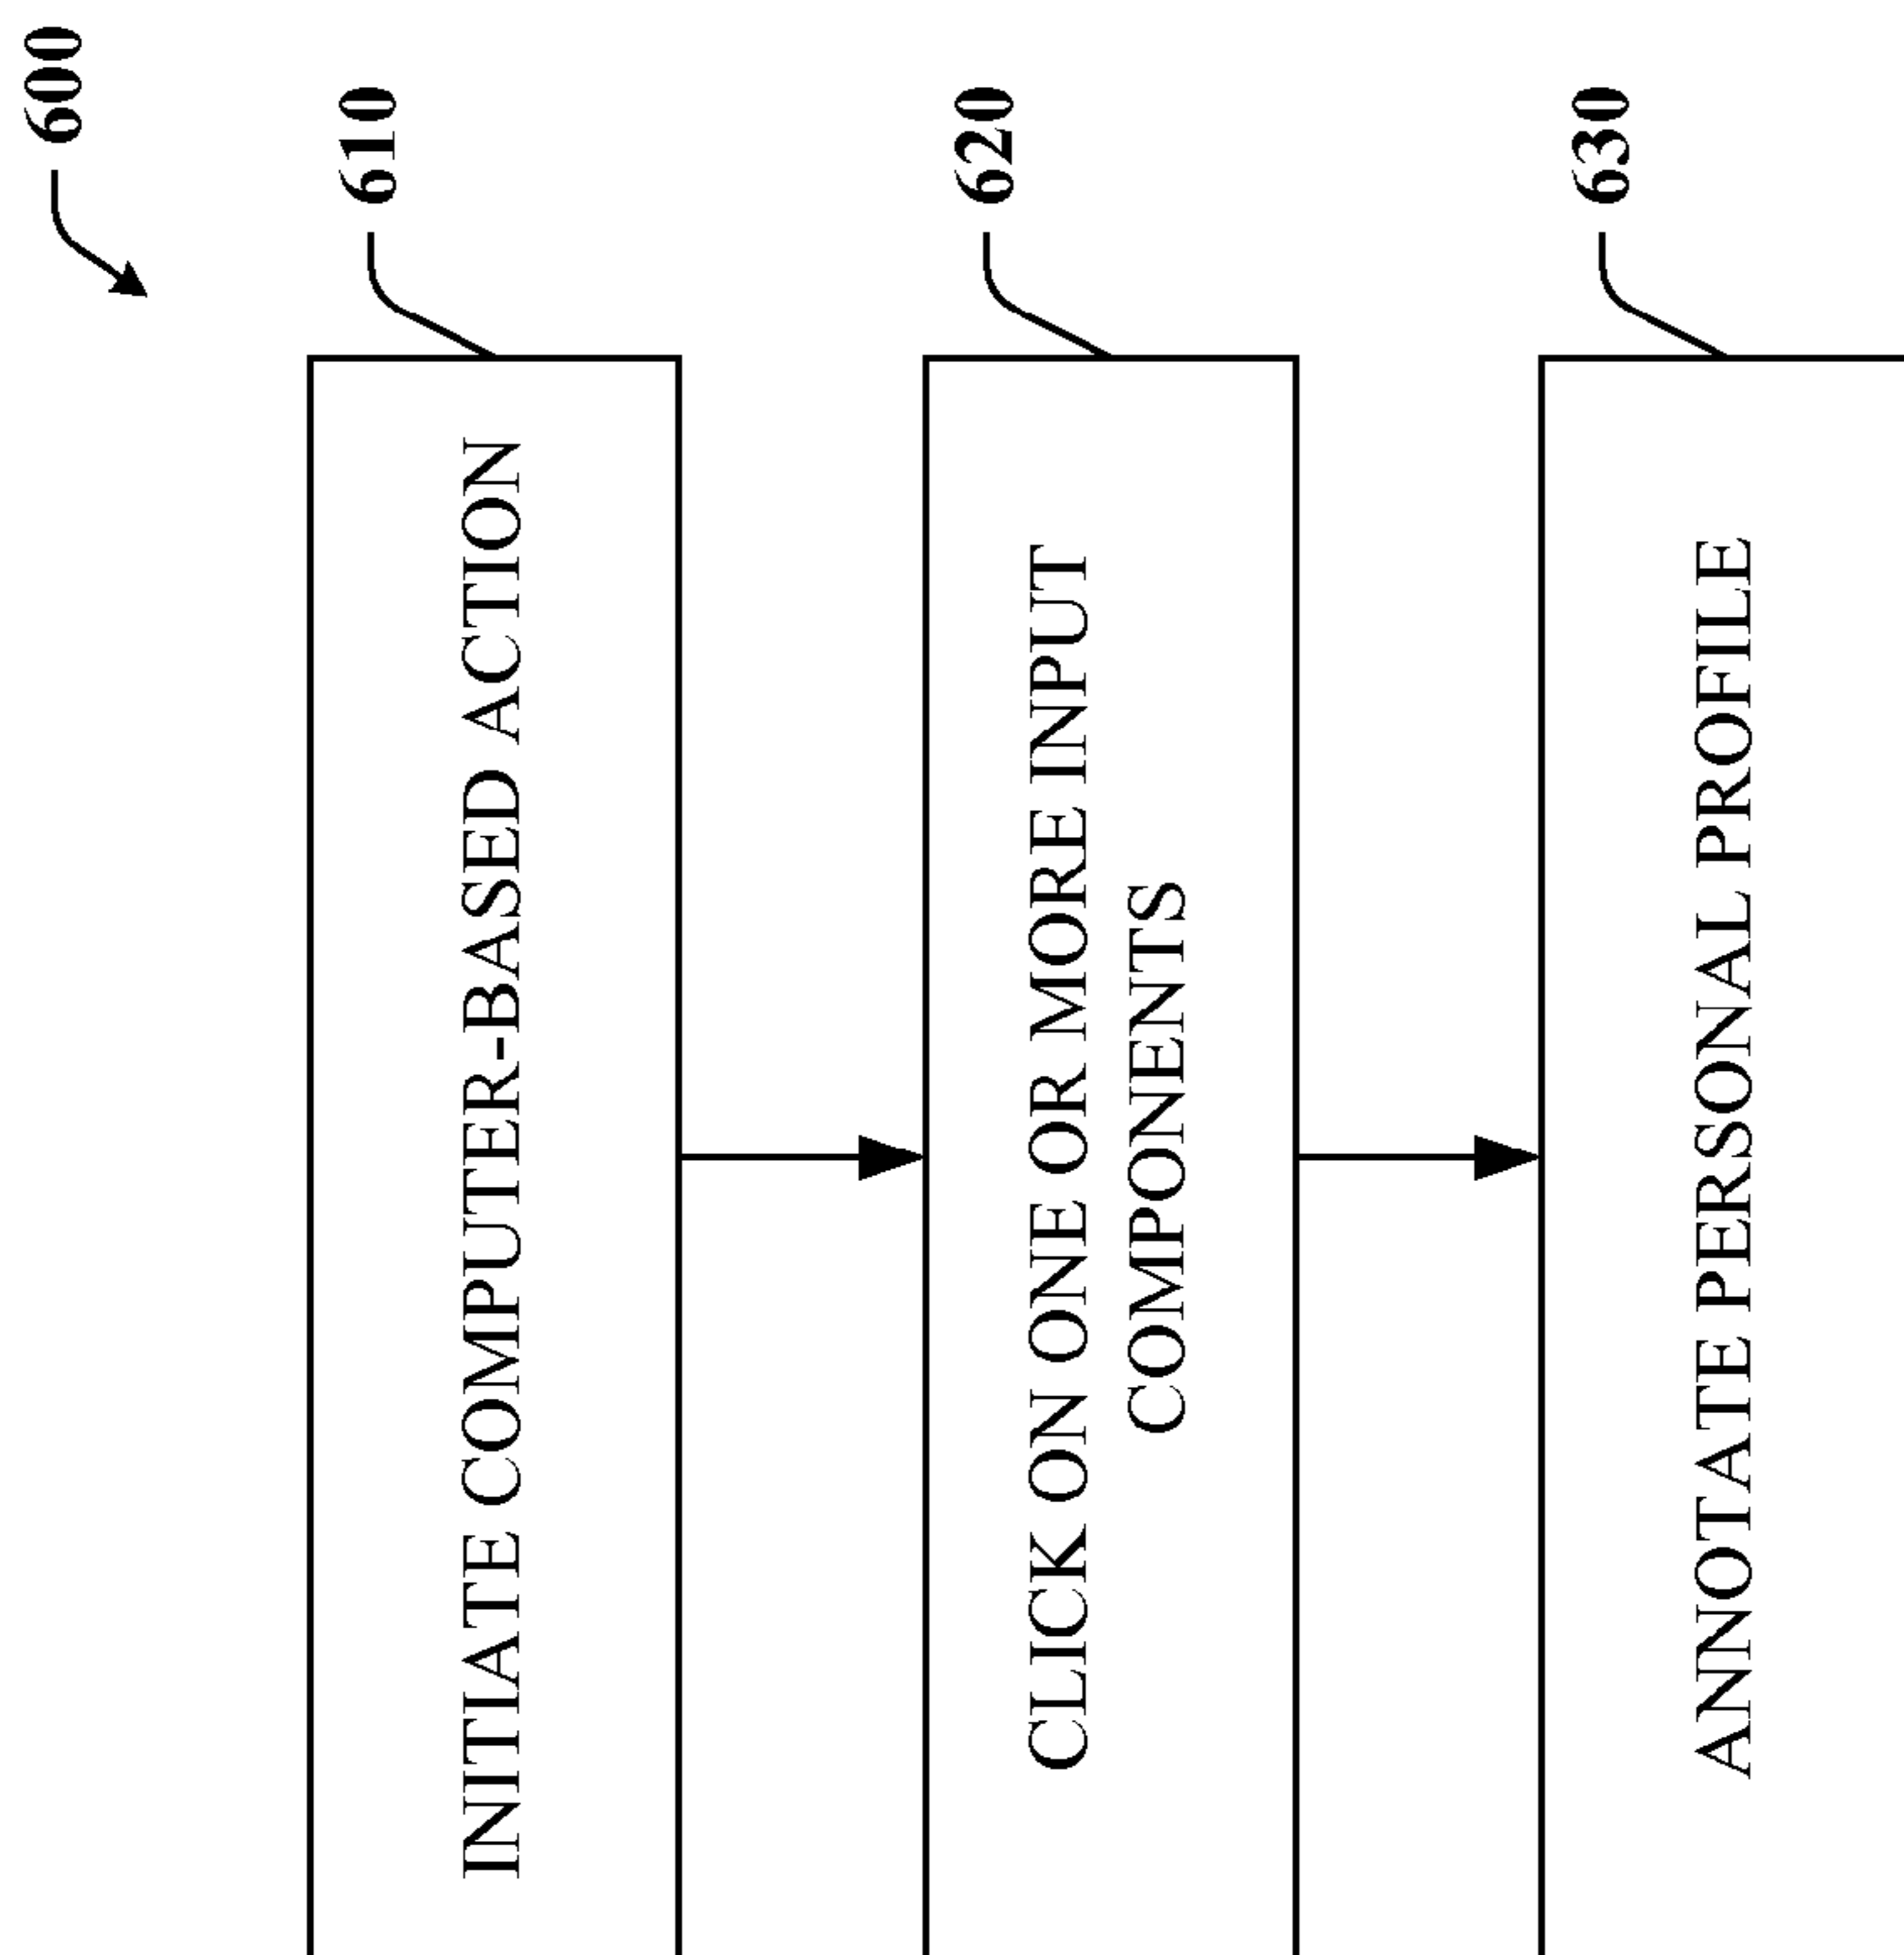 600
610
INITIATE COMPUTER-BASED ACTION
620
CLICK ON ONE OR MORE INPUT
COMPONENTS
630
ANNOTATE PERSONAL PROFILE